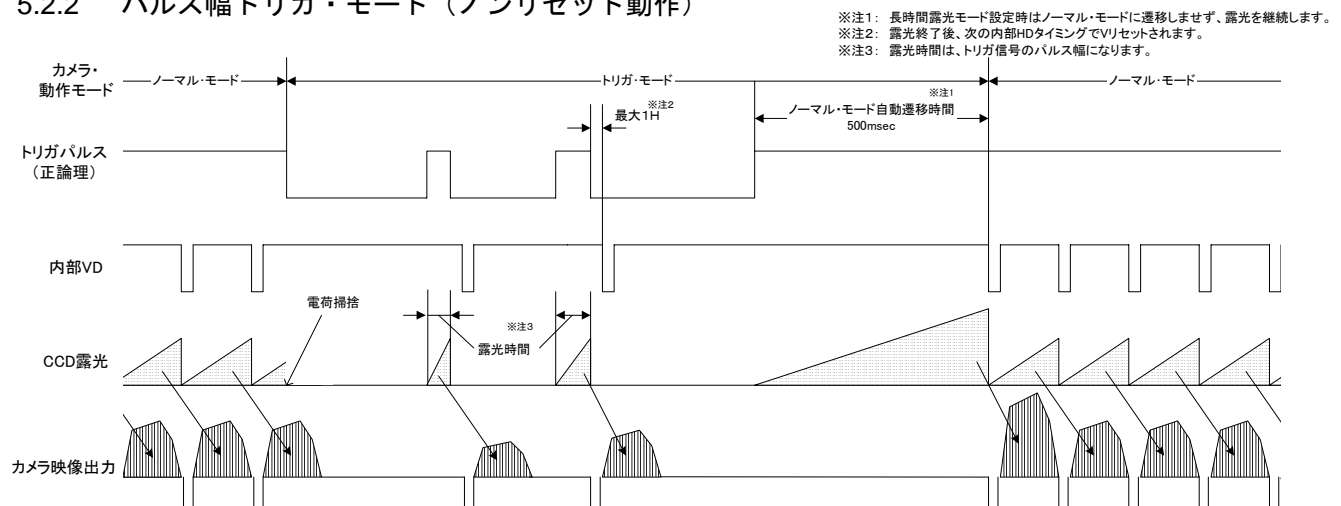 5.2.2 パルス幅トリガ・モード（ノンリセット動作）
※注1： 長時間露光モード設定時はノーマル・モードに遷移しませず、露光を継続します。
※注2： 露光終了後、次の内部HDタイミングでVリセットされます。
※注3： 露光時間は、トリガ信号のパルス幅になります。
カメラ・
動作モード
ノーマル・モード
トリガ・モード
ノーマル・モード
※注1
ノーマル・モード自動遷移時間
500msec
※注2
最大1H
トリガパルス
（正論理）
内部VD
電荷掃捨
※注3
露光時間
CCD露光
カメラ映像出力